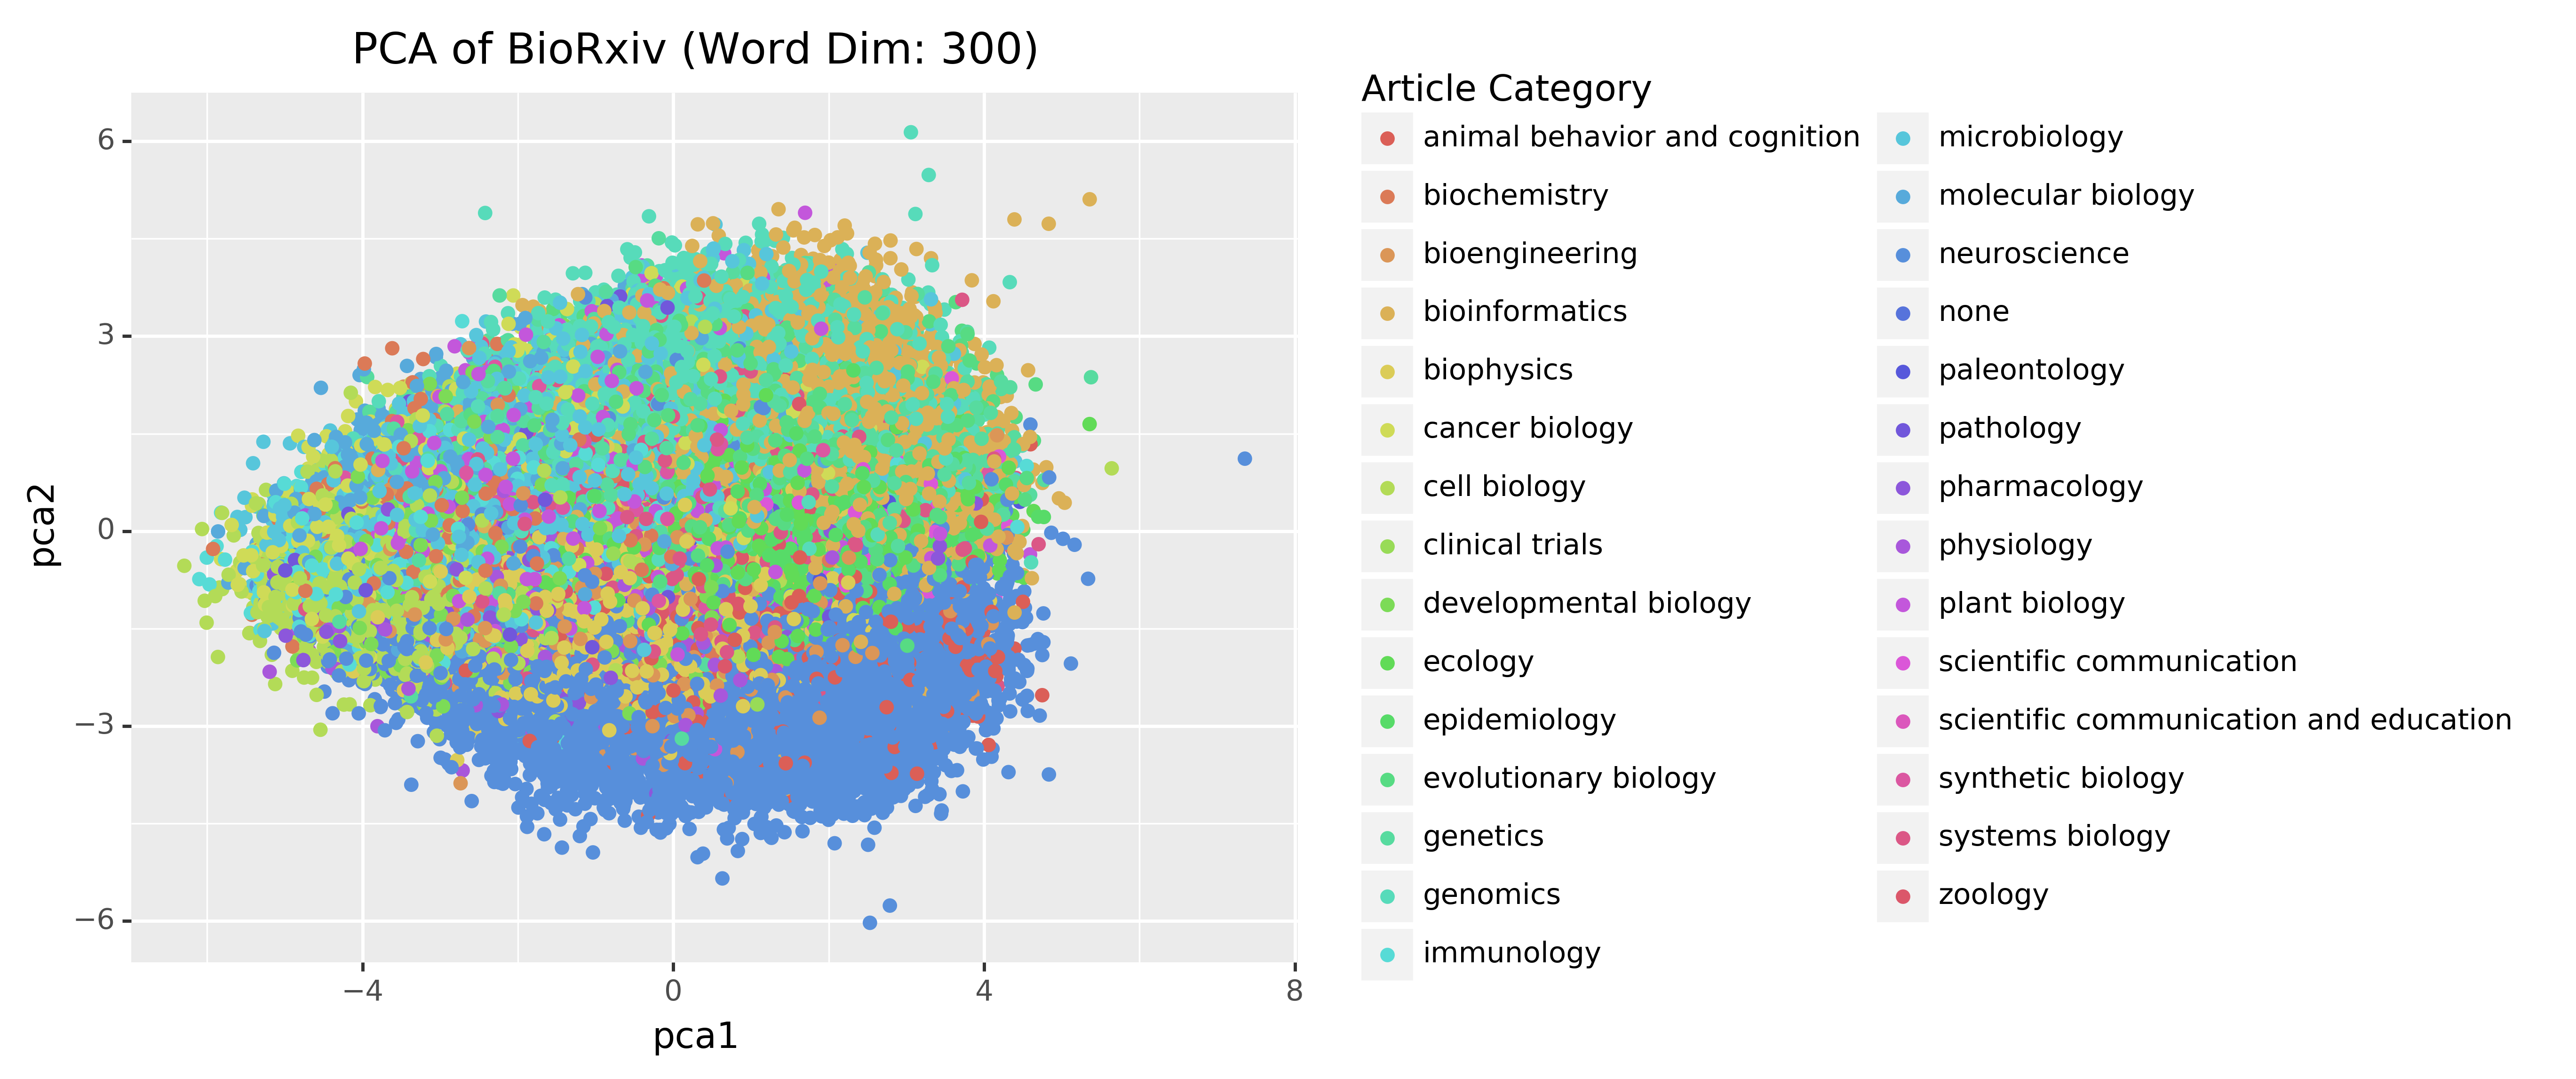 PCA of BioRxiv (Word Dim: 300)
6
3
0
−3
−6
pca2
−4
0
4
8
pca1
Article Category
animal behavior and cognition
biochemistry
bioengineering
bioinformatics
biophysics
cancer biology
cell biology
clinical trials
developmental biology
ecology
epidemiology
evolutionary biology
genetics
genomics
immunology
microbiology
molecular biology
neuroscience
none
paleontology
pathology
pharmacology
physiology
plant biology
scientific communication
scientific communication and education
synthetic biology
systems biology
zoology